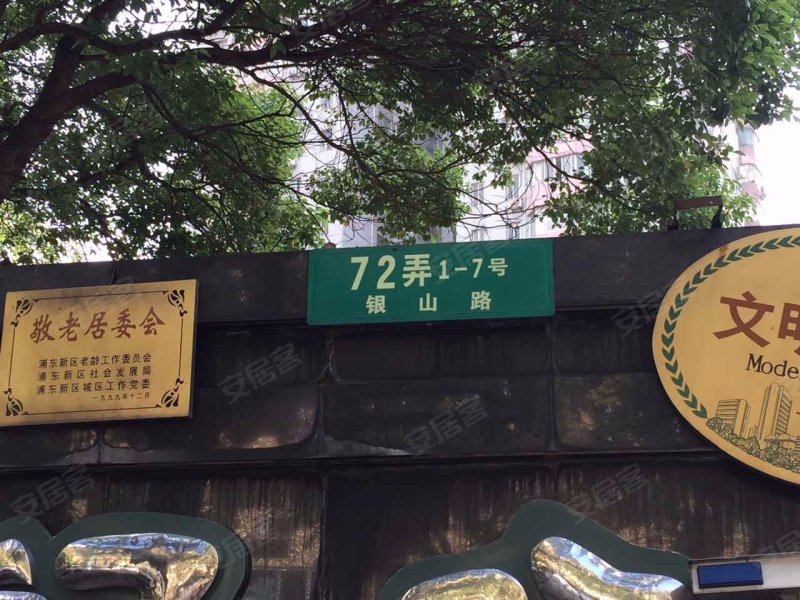 敬老居委会
浦东新区老龄工作委员会
浦东新区社会发展局
浦东新区城区工作党委
一九九九年十二月
72弄1-7号
银山路
文明
Mode
安居客
安居客
安居客
安居客
安居客